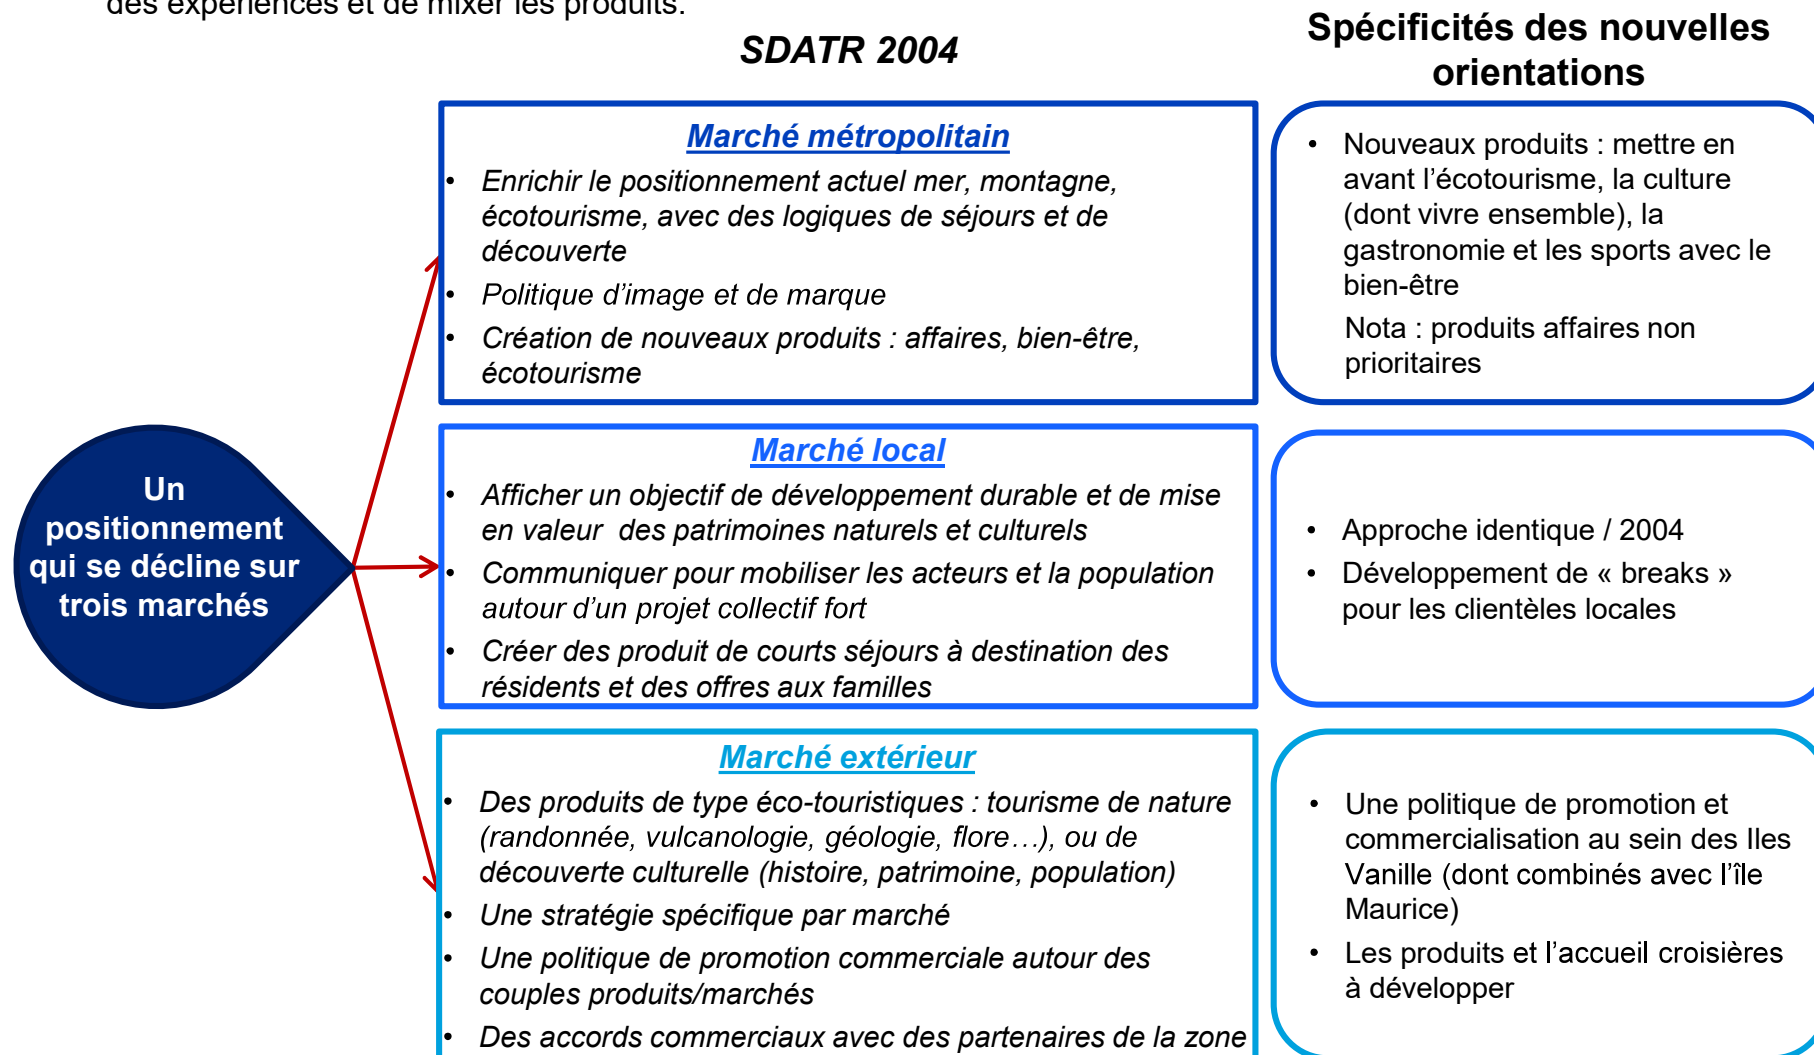 des expériences et de mixer les produits.
SDATR 2004
Spécificités des nouvelles
orientations
Marché métropolitain
• Enrichir le positionnement actuel mer, montagne,
écotourisme, avec des logiques de séjours et de
découverte
• Politique d’image et de marque
• Création de nouveaux produits : affaires, bien-être,
écotourisme
• Nouveaux produits : mettre en
avant l’écotourisme, la culture
(dont vivre ensemble), la
gastronomie et les sports avec le
bien-être
Nota : produits affaires non
prioritaires
Un
positionnement
qui se décline sur
trois marchés
Marché local
• Afficher un objectif de développement durable et de mise
en valeur des patrimoines naturels et culturels
• Communiquer pour mobiliser les acteurs et la population
autour d’un projet collectif fort
• Créer des produit de courts séjours à destination des
résidents et des offres aux familles
• Approche identique / 2004
• Développement de « breaks »
pour les clientèles locales
Marché extérieur
• Des produits de type éco-touristiques : tourisme de nature
(randonnée, vulcanologie, géologie, flore…), ou de
découverte culturelle (histoire, patrimoine, population)
• Une stratégie spécifique par marché
• Une politique de promotion commerciale autour des
couples produits/marchés
• Des accords commerciaux avec des partenaires de la zone
• Une politique de promotion et
commercialisation au sein des Iles
Vanille (dont combinés avec l’île
Maurice)
• Les produits et l’accueil croisières
à développer